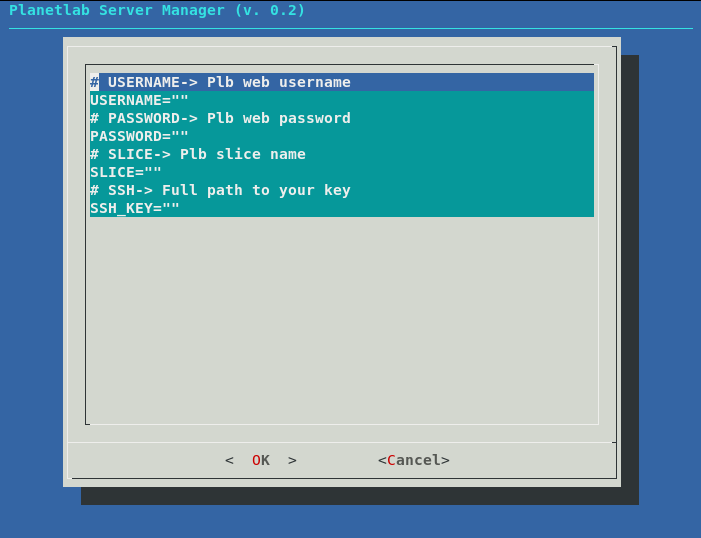 Planetlab Server Manager (v. 0.2)
# USERNAME-> Plb web username
USERNAME=""
# PASSWORD-> Plb web password
PASSWORD=""
# SLICE-> Plb slice name
SLICE=""
# SSH-> Full path to your key
SSH_KEY=""
<  OK  > <Cancel>